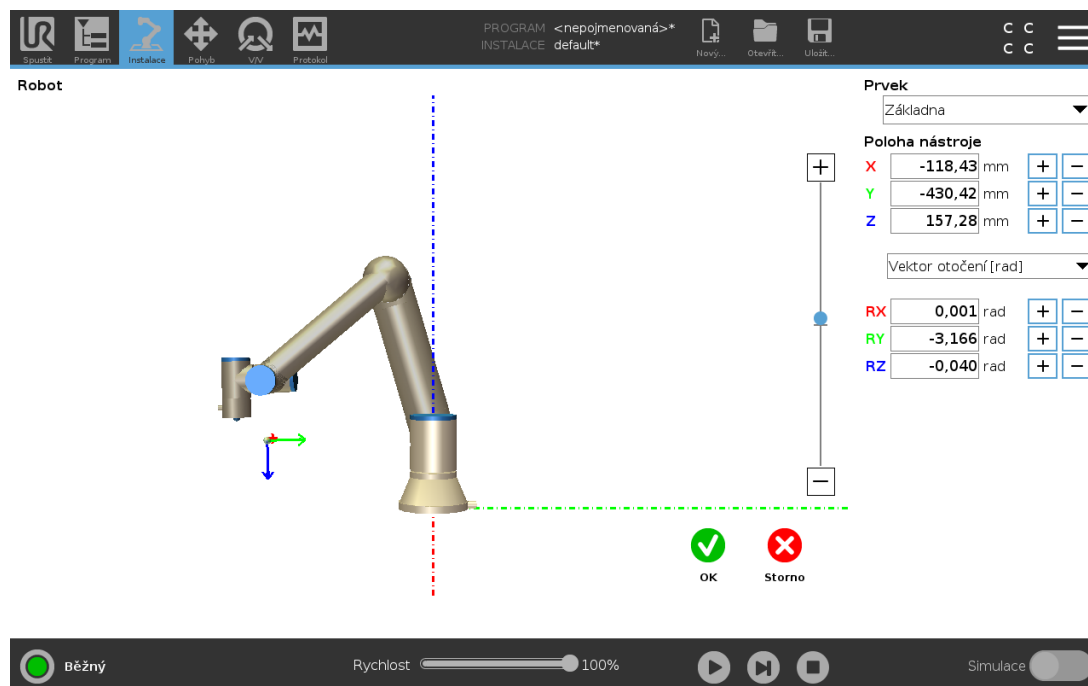 UR
PROGRAM <nepojmenovaná>*
INSTALACE default*
C C
C C
Spustit Program Instalace Pohyb V/V Protokol Nový... Otevřít... Uložit...
Robot
Prvek
Základna
Poloha nástroje
X -118,43 mm + −
Y -430,42 mm + −
Z 157,28 mm + −
Vektor otočení [rad]
RX 0,001 rad + −
RY -3,166 rad + −
RZ -0,040 rad + −
+
−
OK Storno
Běžný Rychlost 100% Simulace